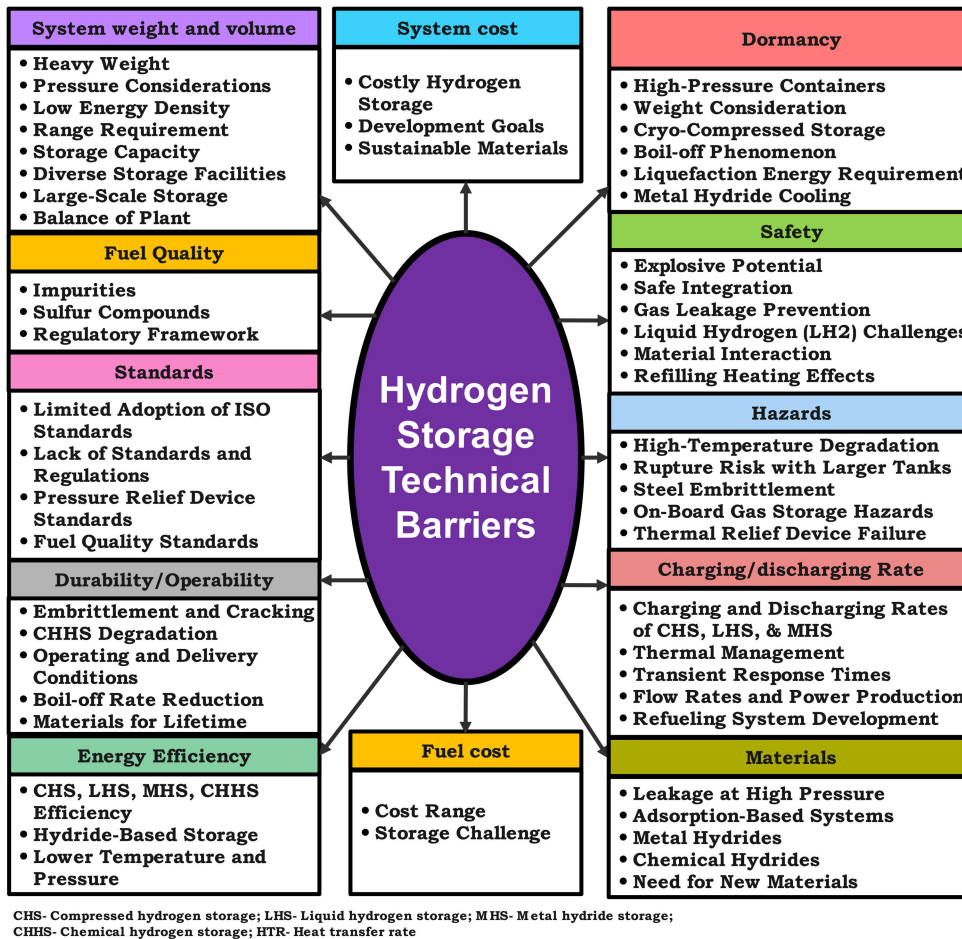 System weight and volume
• Heavy Weight
• Pressure Considerations
• Low Energy Density
• Range Requirement
• Storage Capacity
• Diverse Storage Facilities
• Large-Scale Storage
• Balance of Plant
Fuel Quality
• Impurities
• Sulfur Compounds
• Regulatory Framework
Standards
• Limited Adoption of ISO
Standards
• Lack of Standards and
Regulations
• Pressure Relief Device
Standards
• Fuel Quality Standards
Durability/Operability
• Embrittlement and Cracking
• CHHS Degradation
• Operating and Delivery
Conditions
• Boil-off Rate Reduction
• Materials for Lifetime
Energy Efficiency
• CHS, LHS, MHS, CHHS
Efficiency
• Hydride-Based Storage
• Lower Temperature and
Pressure
System cost
• Costly Hydrogen
Storage
• Development Goals
• Sustainable Materials
Hydrogen
Storage
Technical
Barriers
Fuel cost
• Cost Range
• Storage Challenge
Dormancy
• High-Pressure Containers
• Weight Consideration
• Cryo-Compressed Storage
• Boil-off Phenomenon
• Liquefaction Energy Requirement
• Metal Hydride Cooling
Safety
• Explosive Potential
• Safe Integration
• Gas Leakage Prevention
• Liquid Hydrogen (LH2) Challenges
• Material Interaction
• Refilling Heating Effects
Hazards
• High-Temperature Degradation
• Rupture Risk with Larger Tanks
• Steel Embrittlement
• On-Board Gas Storage Hazards
• Thermal Relief Device Failure
Charging/discharging Rate
• Charging and Discharging Rates
of CHS, LHS, & MHS
• Thermal Management
• Transient Response Times
• Flow Rates and Power Production
• Refueling System Development
Materials
• Leakage at High Pressure
• Adsorption-Based Systems
• Metal Hydrides
• Chemical Hydrides
• Need for New Materials
CHS- Compressed hydrogen storage; LHS- Liquid hydrogen storage; MHS- Metal hydride storage;
CHHS- Chemical hydrogen storage; HTR- Heat transfer rate